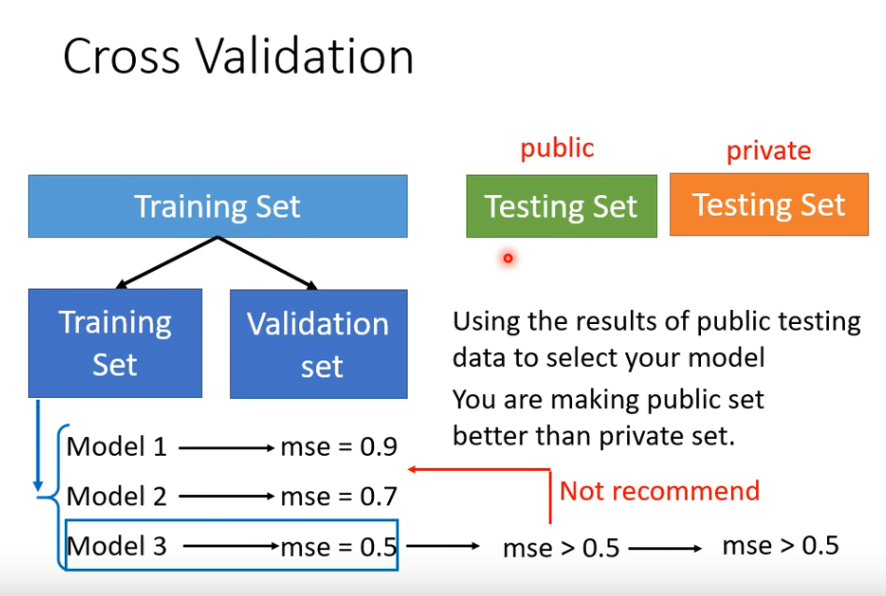 Cross Validation
public
private
Training Set
Testing Set
Testing Set
Training
Set
Validation
set
Using the results of public testing
data to select your model
You are making public set
better than private set.
Model 1
mse = 0.9
Model 2
mse = 0.7
Not recommend
Model 3
mse = 0.5
mse > 0.5
mse > 0.5